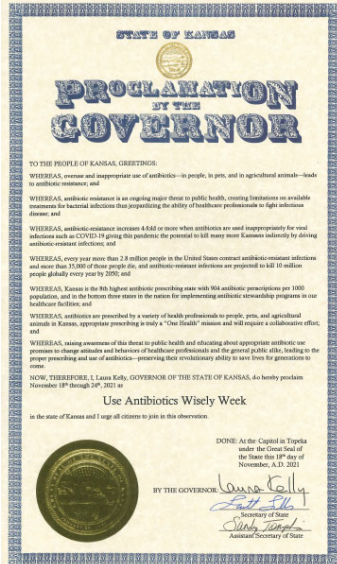 STATE OF KANSAS
PROCLAMATION
BY THE
GOVERNOR
TO THE PEOPLE OF KANSAS, GREETINGS:
WHEREAS, overuse and inappropriate use of antibiotics—in people, in pets, and in agricultural animals—leads
to antibiotic resistance; and
WHEREAS, antibiotic resistance is an ongoing major threat to public health, creating limitations on available
treatments for bacterial infections thus jeopardizing the ability of healthcare professionals to fight infectious
disease; and
WHEREAS, antibiotic-resistance increases 4-fold or more when antibiotics are used inappropriately for viral
infections such as COVID-19 giving this pandemic the potential to kill many more Kansans indirectly by driving
antibiotic-resistant infections; and
WHEREAS, every year more than 2.8 million people in the United States contract antibiotic-resistant infections
and more than 35,000 of those people die, and antibiotic-resistant infections are projected to kill 10 million
people globally every year by 2050; and
WHEREAS, Kansas is the 8th highest antibiotic prescribing state with 904 antibiotic prescriptions per 1000
population, and in the bottom three states in the nation for implementing antibiotic stewardship programs in our
healthcare facilities; and
WHEREAS, antibiotics are prescribed by a variety of health professionals to people, pets, and agricultural
animals in Kansas, appropriate prescribing is truly a "One Health" mission and will require a collaborative effort;
and
WHEREAS, raising awareness of this threat to public health and educating about appropriate antibiotic use
promises to change attitudes and behaviors of healthcare professionals and the general public alike, leading to the
proper prescribing and use of antibiotics—preserving their revolutionary ability to save lives for generations to
come.
NOW, THEREFORE, I, Laura Kelly, GOVERNOR OF THE STATE OF KANSAS, do hereby proclaim
November 18th through 24th, 2021 as
Use Antibiotics Wisely Week
in the state of Kansas and I urge all citizens to join in this observation.
DONE: At the Capitol in Topeka
under the Great Seal of
the State this 18th day of
November, A.D. 2021
BY THE GOVERNOR Laura Kelly
Secretary of State
Assistant Secretary of State